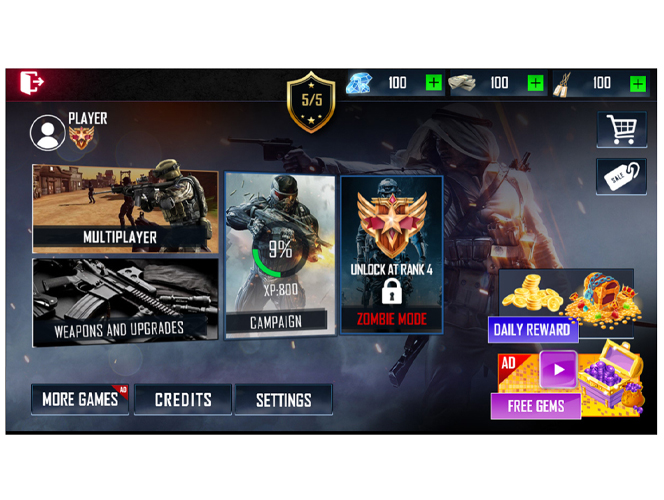 5/5
100
100
100
PLAYER
SALE
MULTIPLAYER
9%
XP:800
CAMPAIGN
UNLOCK AT RANK 4
ZOMBIE MODE
WEAPONS AND UPGRADES
DAILY REWARD
AD
FREE GEMS
MORE GAMES
AD
CREDITS
SETTINGS